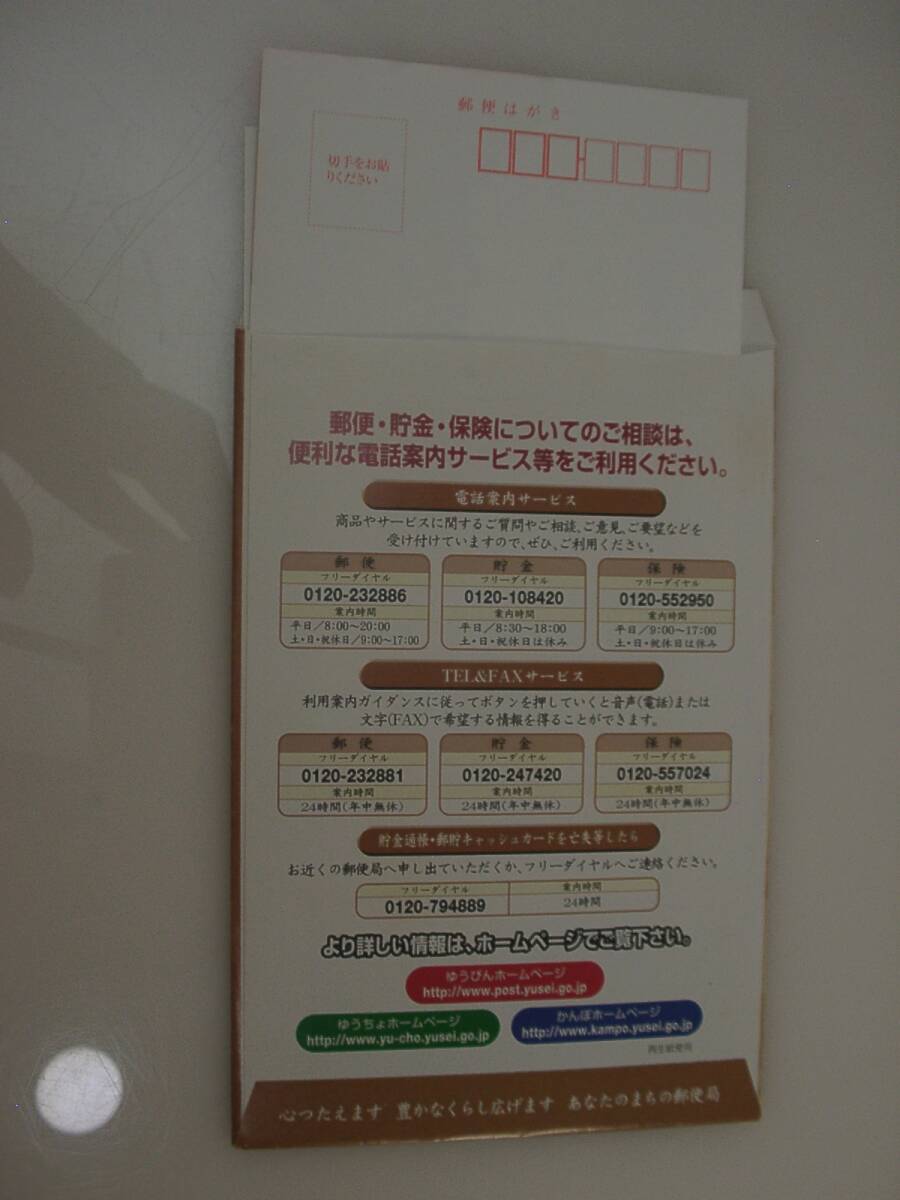 郵便はがき
切手をお貼
りください
郵便・貯金・保険についてのご相談は、
便利な電話案内サービス等をご利用ください。
電話案内サービス
商品やサービスに関するご質問やご相談、ご意見、ご要望などを
受け付けていますので、ぜひ、ご利用ください。
郵便
フリーダイヤル
0120-232886
案内時間
平日/8:00〜20:00
土・日・祝休日/9:00〜17:00
貯金
フリーダイヤル
0120-108420
案内時間
平日/8:30〜18:00
土・日・祝休日は休み
保険
フリーダイヤル
0120-552950
案内時間
平日/9:00〜17:00
土・日・祝休日は休み
TEL&FAXサービス
利用案内ガイダンスに従ってボタンを押していくと音声(電話)または
文字(FAX)で希望する情報を得ることができます。
郵便
フリーダイヤル
0120-232881
案内時間
24時間(年中無休)
貯金
フリーダイヤル
0120-247420
案内時間
24時間(年中無休)
保険
フリーダイヤル
0120-557024
案内時間
24時間(年中無休)
貯金通帳・郵貯キャッシュカードを亡失等したら
お近くの郵便局へ申し出ていただくか、フリーダイヤルへご連絡ください。
フリーダイヤル
0120-794889
案内時間
24時間
より詳しい情報は、ホームページでご覧下さい。
ゆうびんホームページ
http://www.post.yusei.go.jp
ゆうちょホームページ
http://www.yu-cho.yusei.go.jp
かんぽホームページ
http://www.kampo.yusei.go.jp
再生紙使用
心つたえます 豊かなくらし広げます あなたのまちの郵便局